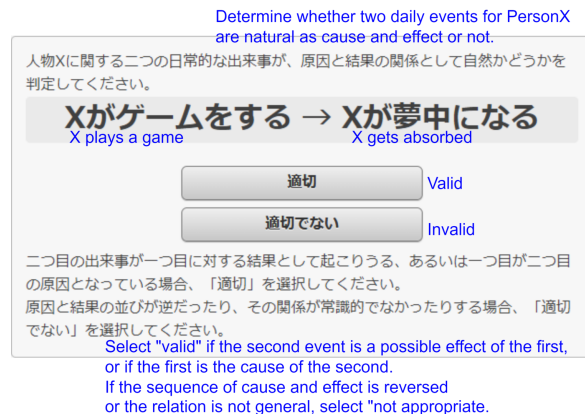 Determine whether two daily events for PersonX
are natural as cause and effect or not.
人物Xに関する二つの日常的な出来事が、原因と結果の関係として自然かどうかを
判定してください。
Xがゲームをする → Xが夢中になる
X plays a game X gets absorbed
適切 Valid
適切でない Invalid
二つ目の出来事が一つ目に対する結果として起こりうる、あるいは一つ目が二つ目
の原因となっている場合、「適切」を選択してください。
原因と結果の並びが逆だったり、その関係が常識的でなかったりする場合、「適切
でない」を選択してください。
Select "valid" if the second event is a possible effect of the first,
or if the first is the cause of the second.
If the sequence of cause and effect is reversed
or the relation is not general, select "not appropriate.